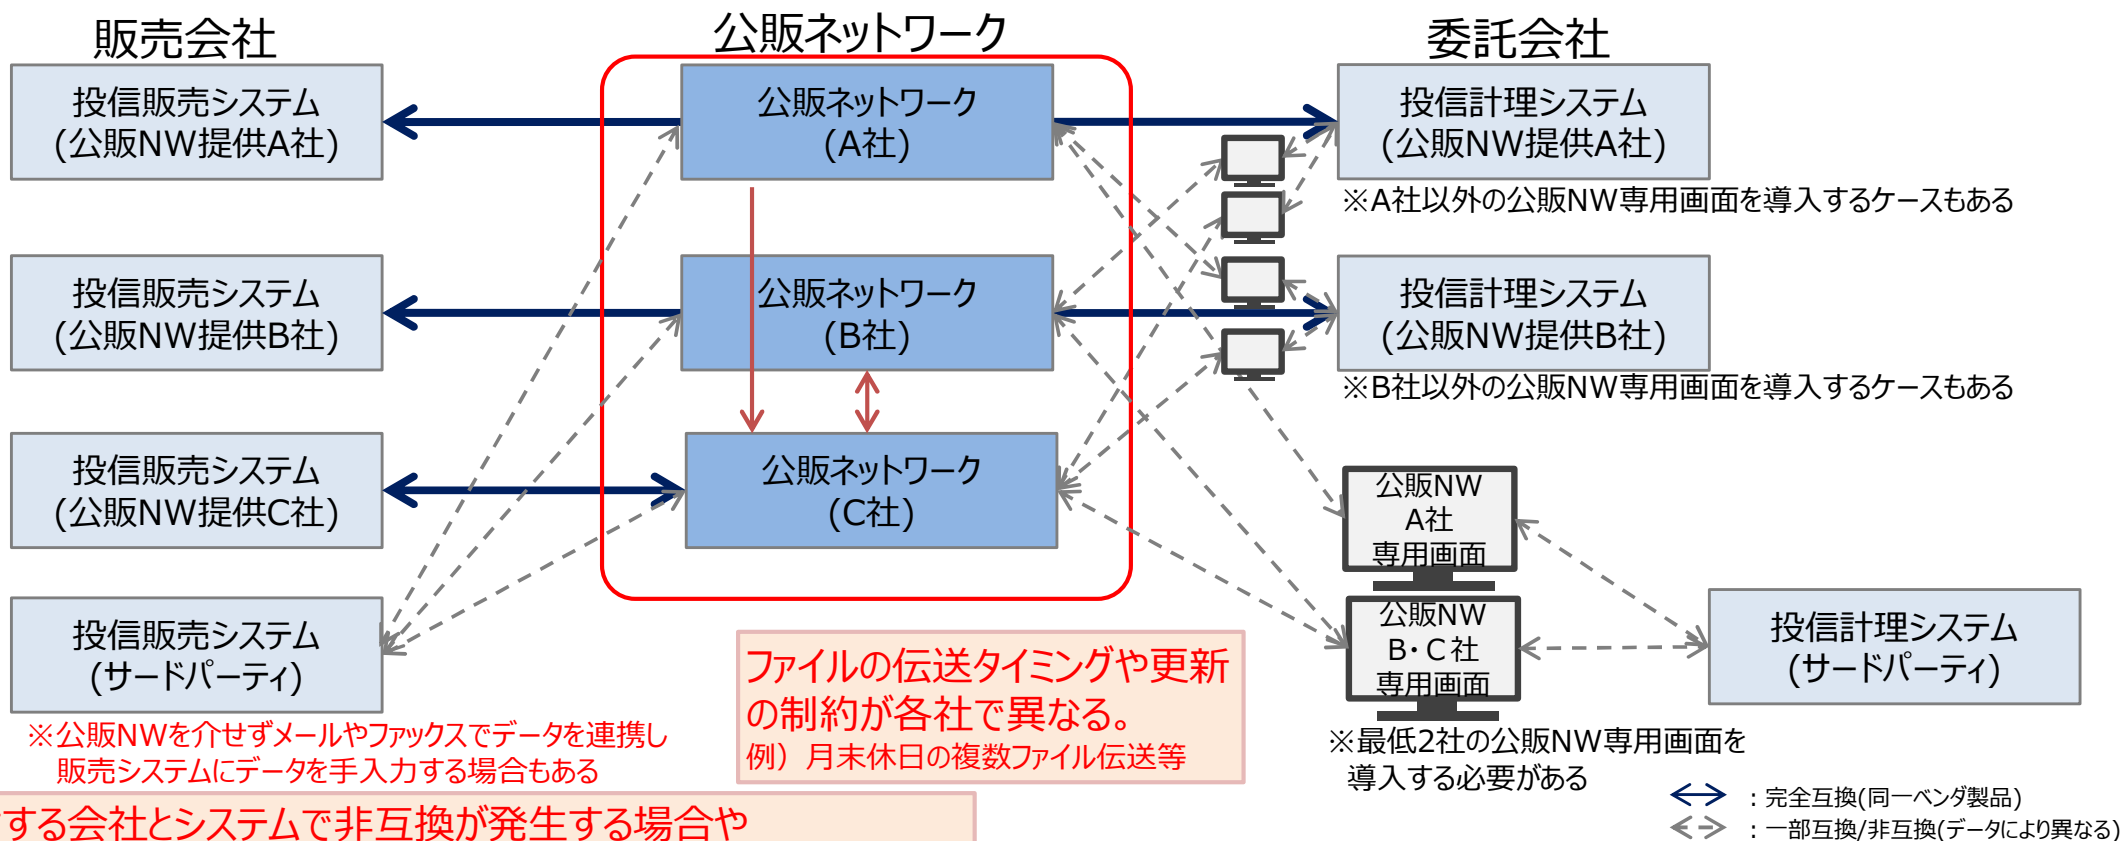 販売会社
公販ネットワーク
委託会社
投信販売システム
(公販NW提供A社)
公販ネットワーク
(A社)
投信計理システム
(公販NW提供A社)
※A社以外の公販NW専用画面を導入するケースもある
投信販売システム
(公販NW提供B社)
公販ネットワーク
(B社)
投信計理システム
(公販NW提供B社)
※B社以外の公販NW専用画面を導入するケースもある
投信販売システム
(公販NW提供C社)
公販ネットワーク
(C社)
公販NW
A社
専用画面
投信販売システム
(サードパーティ)
公販NW
B・C社
専用画面
投信計理システム
(サードパーティ)
※公販NWを介せずメールやファックスでデータを連携し
販売システムにデータを手入力する場合もある
ファイルの伝送タイミングや更新
の制約が各社で異なる。
例）月末休日の複数ファイル伝送等
※最低2社の公販NW専用画面を
導入する必要がある
する会社とシステムで非互換が発生する場合や
：完全互換(同一ベンダ製品)
：一部互換/非互換(データにより異なる)